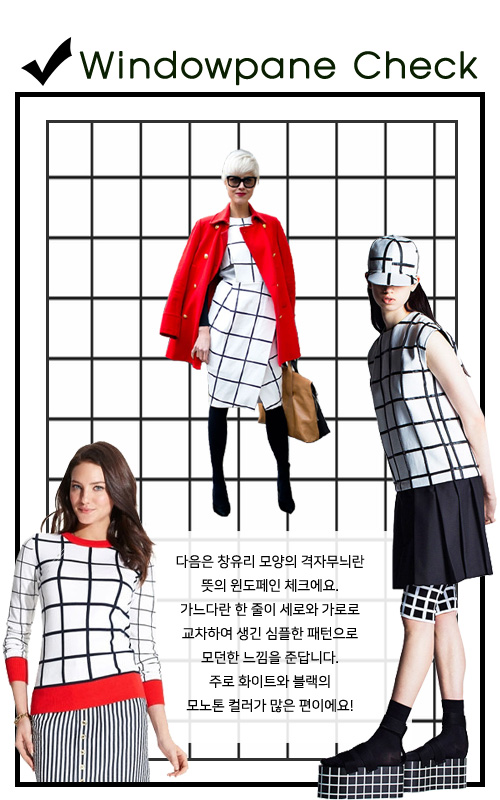 Windowpane Check
다음은 창유리 모양의 격자무늬란
뜻의 윈도페인 체크에요.
가느다란 한 줄이 세로와 가로로
교차하여 생긴 심플한 패턴으로
모던한 느낌을 준답니다.
주로 화이트와 블랙의
모노톤 컬러가 많은 편이에요!